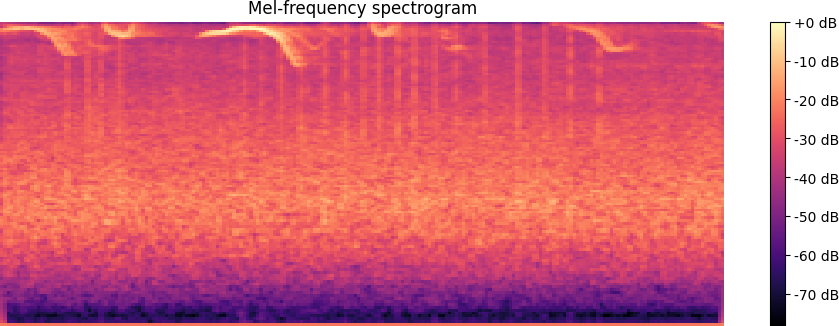 Mel-frequency spectrogram
+0 dB
-10 dB
-20 dB
-30 dB
-40 dB
-50 dB
-60 dB
-70 dB